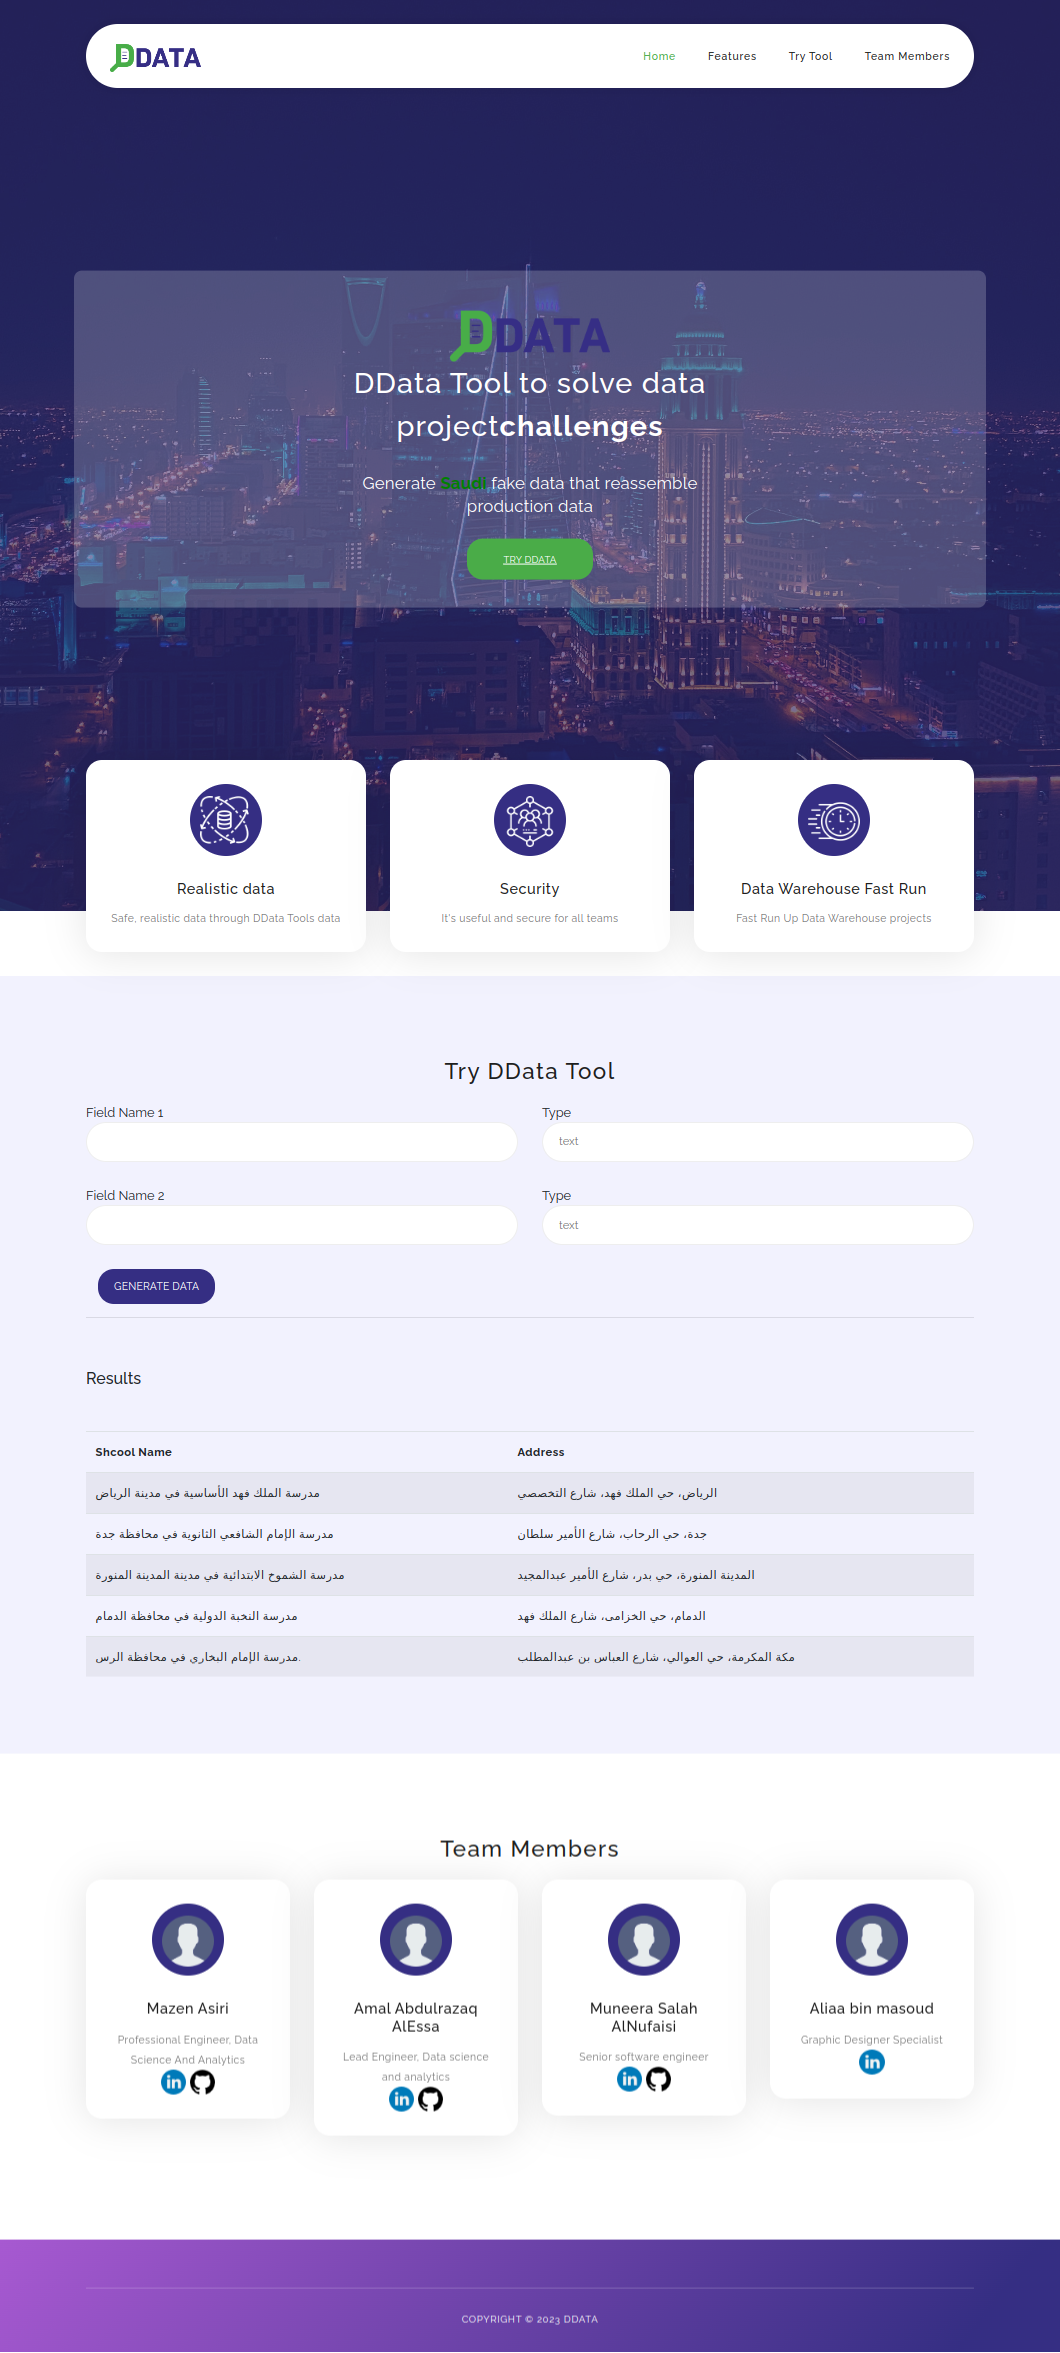 DDATA
Home
Features
Try Tool
Team Members
DDATA
DData Tool to solve data
projectchallenges
Generate Saudi fake data that reassemble
production data
TRY DDATA
Realistic data
Safe, realistic data through DData Tools data
Security
It's useful and secure for all teams
Data Warehouse Fast Run
Fast Run Up Data Warehouse projects
Try DData Tool
Field Name 1
Type
text
Field Name 2
Type
text
GENERATE DATA
Results
Shcool Name
Address
مدرسة الملك فهد الأساسية في مدينة الرياض
الرياض، حي الملك فهد، شارع التخصصي
مدرسة الإمام الشافعي الثانوية في محافظة جدة
جدة، حي الرحاب، شارع الأمير سلطان
مدرسة الشموخ الابتدائية في مدينة المدينة المنورة
المدينة المنورة، حي بدر، شارع الأمير عبدالمجيد
مدرسة النخبة الدولية في محافظة الدمام
الدمام، حي الخزامى، شارع الملك فهد
مدرسة الإمام البخاري في محافظة الرس.
مكة المكرمة، حي العوالي، شارع العباس بن عبدالمطلب
Team Members
Mazen Asiri
Professional Engineer, Data
Science And Analytics
in
Amal Abdulrazaq
AlEssa
Lead Engineer, Data science
and analytics
in
Muneera Salah
AlNufaisi
Senior software engineer
in
Aliaa bin masoud
Graphic Designer Specialist
in
COPYRIGHT © 2023 DDATA